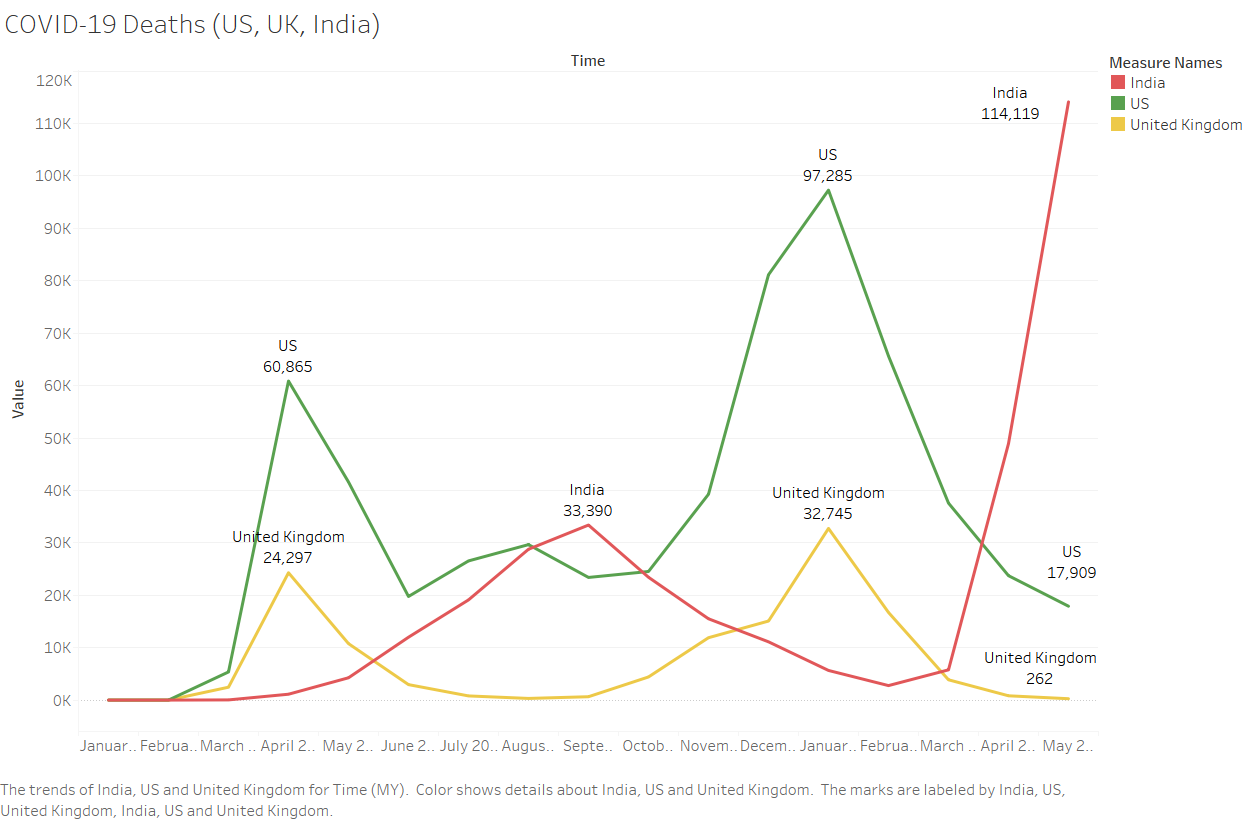 COVID-19 Deaths (US, UK, India)
Time
Measure Names
India
US
United Kingdom
120K
110K
100K
90K
80K
70K
60K
50K
40K
30K
20K
10K
0K
Value
India
114,119
US
97,285
US
60,865
India
33,390
United Kingdom
32,745
United Kingdom
24,297
US
17,909
United Kingdom
262
Januar.. Februa.. March .. April 2.. May 2.. June 2.. July 20.. Augus.. Septe.. Octob.. Novem.. Decem.. Januar.. Februa.. March .. April 2.. May 2..
The trends of India, US and United Kingdom for Time (MY).  Color shows details about India, US and United Kingdom.  The marks are labeled by India, US,
United Kingdom, India, US and United Kingdom.